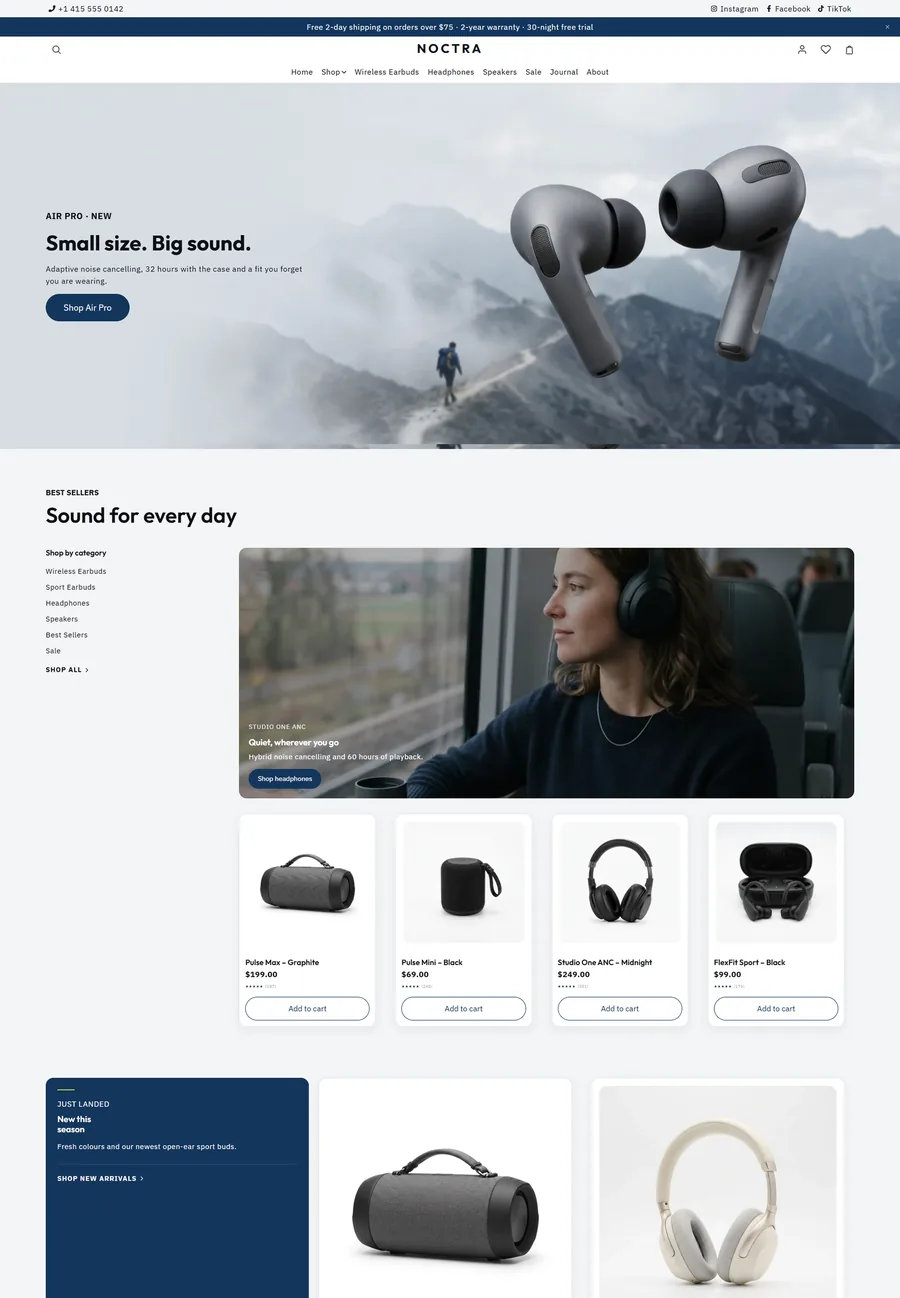 +1 415 555 0142
Instagram Facebook TikTok
Free 2-day shipping on orders over $75 · 2-year warranty · 30-night free trial
NOCTRA
Home Shop Wireless Earbuds Headphones Speakers Sale Journal About
AIR PRO · NEW
Small size. Big sound.
Adaptive noise cancelling, 32 hours with the case and a fit you forget
you are wearing.
Shop Air Pro
BEST SELLERS
Sound for every day
Shop by category
Wireless Earbuds
Sport Earbuds
Headphones
Speakers
Best Sellers
Sale
SHOP ALL
STUDIO ONE ANC
Quiet, wherever you go
Hybrid noise cancelling and 60 hours of playback.
Shop headphones
Pulse Max – Graphite
$199.00
Add to cart
Pulse Mini – Black
$69.00
Add to cart
Studio One ANC – Midnight
$249.00
Add to cart
FlexFit Sport – Black
$99.00
Add to cart
JUST LANDED
New this
season
Fresh colours and our newest open-ear sport buds.
SHOP NEW ARRIVALS